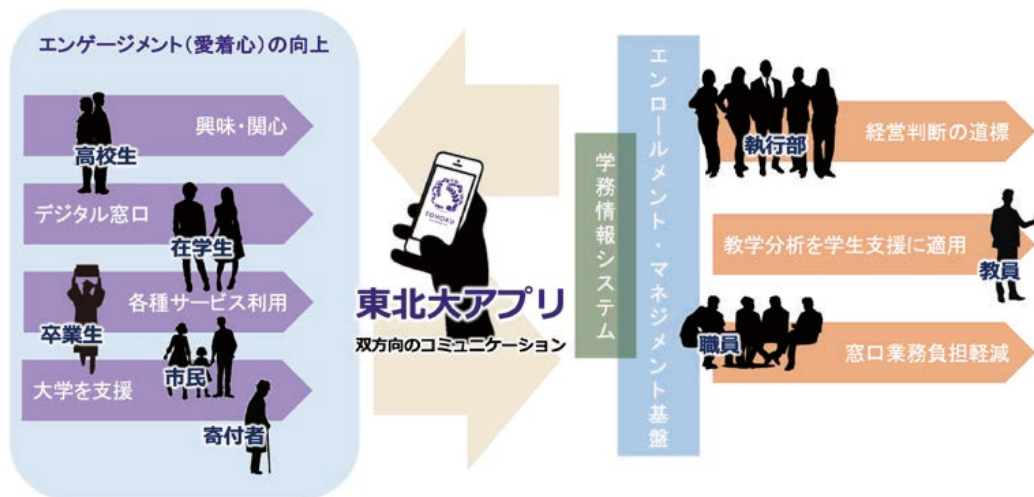 エンゲージメント(愛着心)の向上
興味・関心
高校生
デジタル窓口
在学生
各種サービス利用
卒業生
大学を支援
市民
寄付者
TOHOKU
東北大アプリ
双方向のコミュニケーション
学務情報システム
エンロールメント・マネジメント基盤
執行部
経営判断の道標
教学分析を学生支援に適用
教員
職員
窓口業務負担軽減